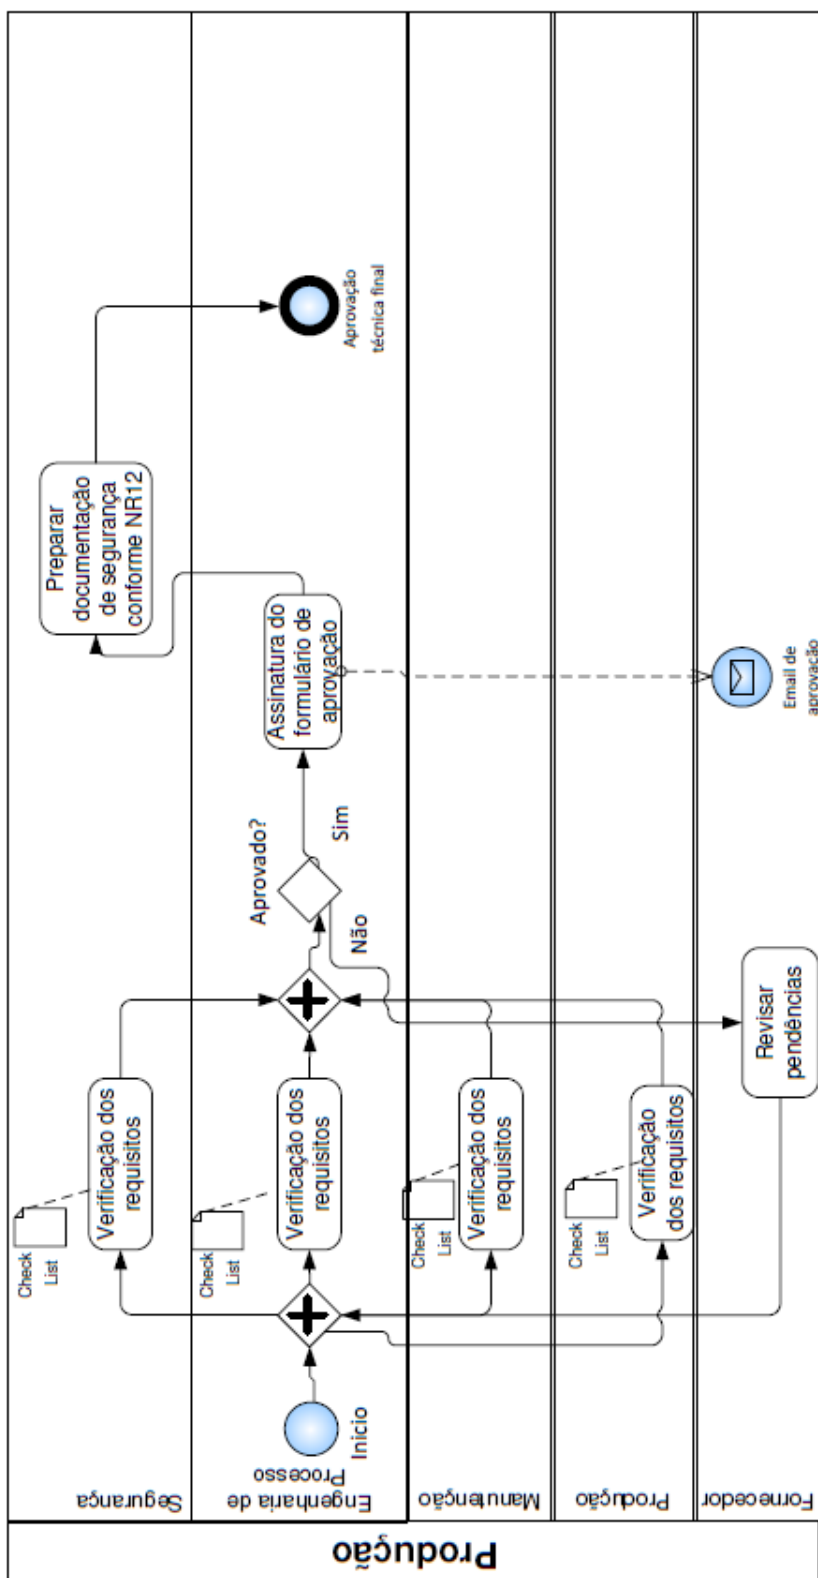 Produção
Segurança
Engenharia de
Processo
Manutenção
Produção
Fornecedor
Inicio
Check
List
Verificação dos
requisitos
Check
List
Verificação dos
requisitos
Check
List
Verificação dos
requisitos
Check
List
Verificação
dos requisitos
Revisar
pendências
Aprovado?
Não
Sim
Assinatura do
formulário de
aprovação
Email de
aprovação
Preparar
documentação
de segurança
conforme NR12
Aprovação
técnica final